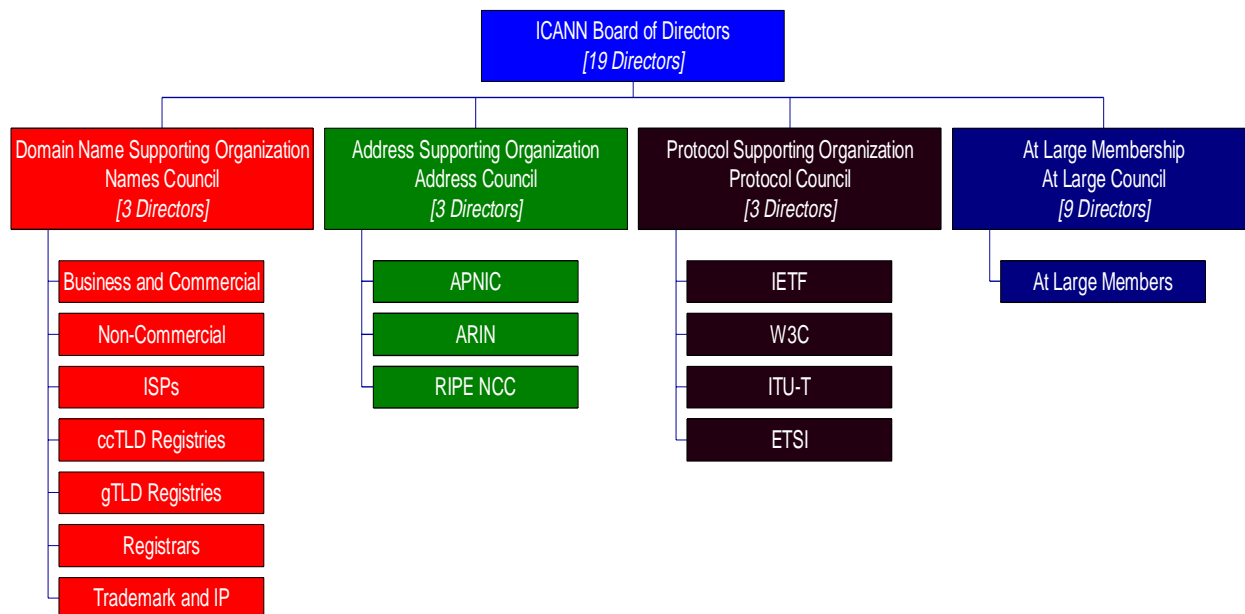 ICANN Board of Directors
[19 Directors]
Domain Name Supporting Organization
Names Council
[3 Directors]
Address Supporting Organization
Address Council
[3 Directors]
Protocol Supporting Organization
Protocol Council
[3 Directors]
At Large Membership
At Large Council
[9 Directors]
Business and Commercial
Non-Commercial
ISPs
ccTLD Registries
gTLD Registries
Registrars
Trademark and IP
APNIC
ARIN
RIPE NCC
IETF
W3C
ITU-T
ETSI
At Large Members